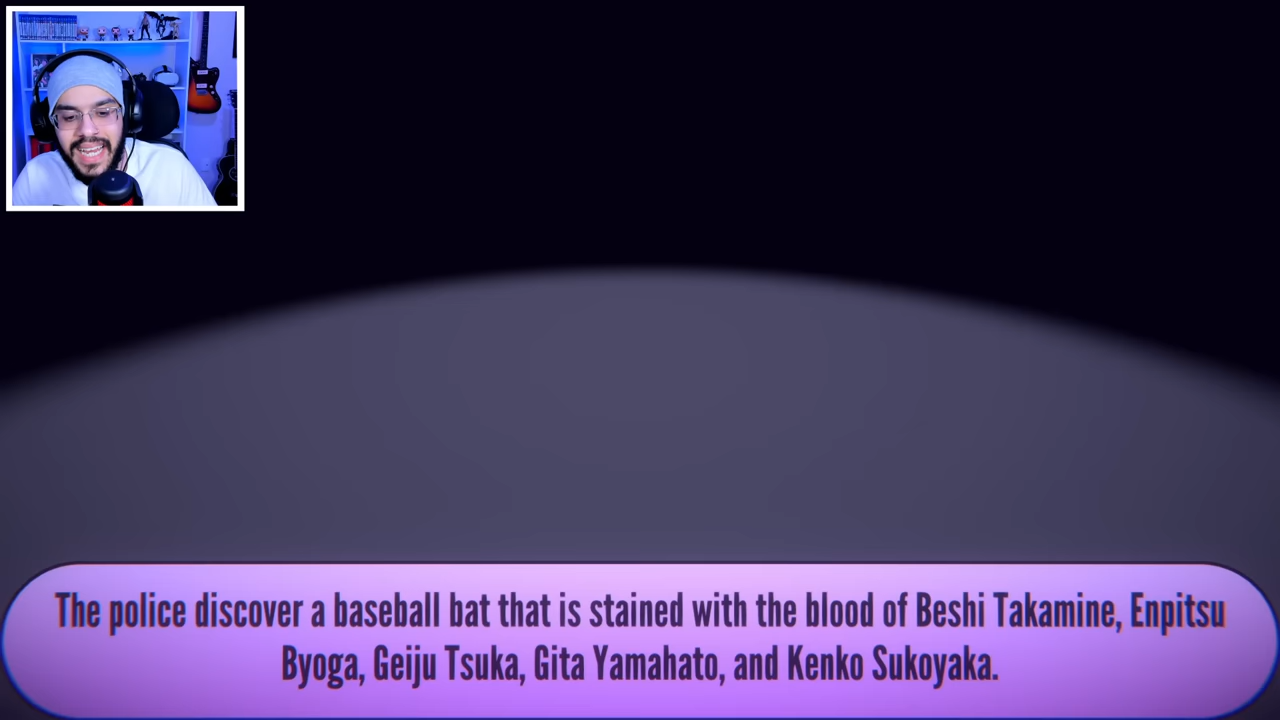 The police discover a baseball bat that is stained with the blood of Beshi Takamine, Enpitsu
Byoga, Geiju Tsuka, Gita Yamahato, and Kenko Sukoyaka.